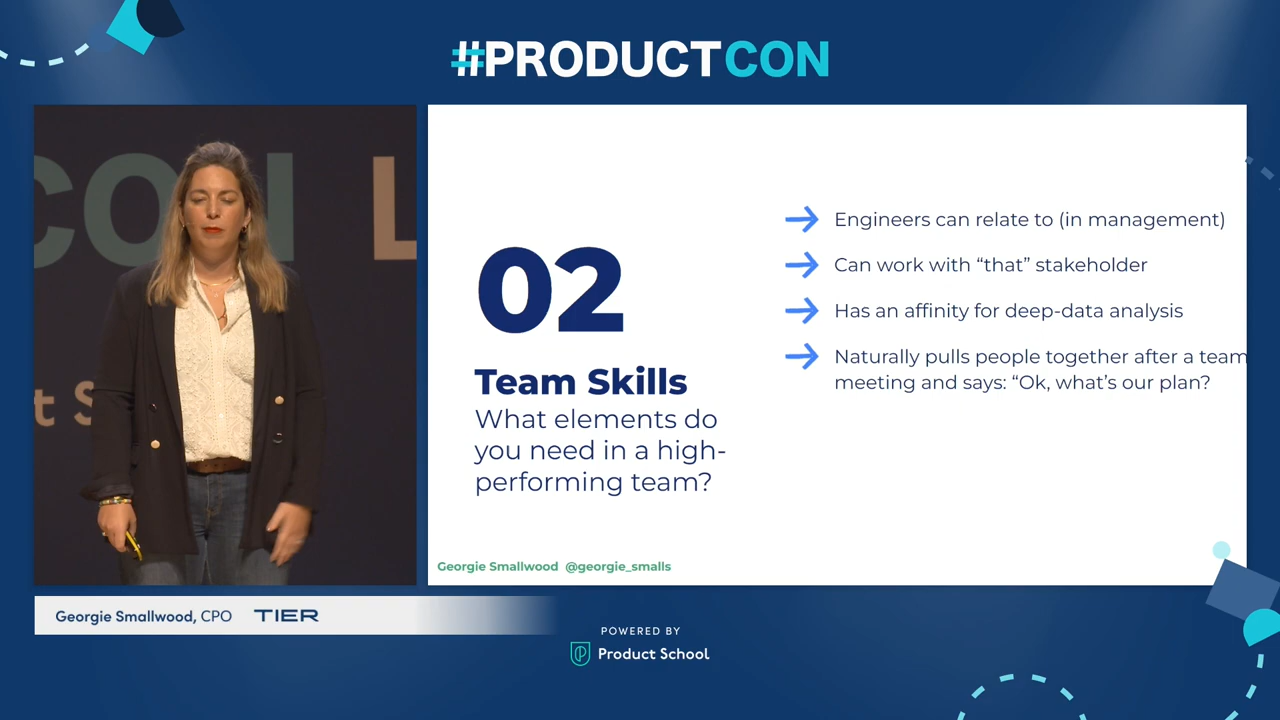 #PRODUCTCON
CON L
t S
02
Team Skills
What elements do
you need in a high-
performing team?
Engineers can relate to (in management)
Can work with “that” stakeholder
Has an affinity for deep-data analysis
Naturally pulls people together after a team
meeting and says: “Ok, what’s our plan?
Georgie Smallwood @georgie_smalls
Georgie Smallwood, CPO TIER
POWERED BY
Product School